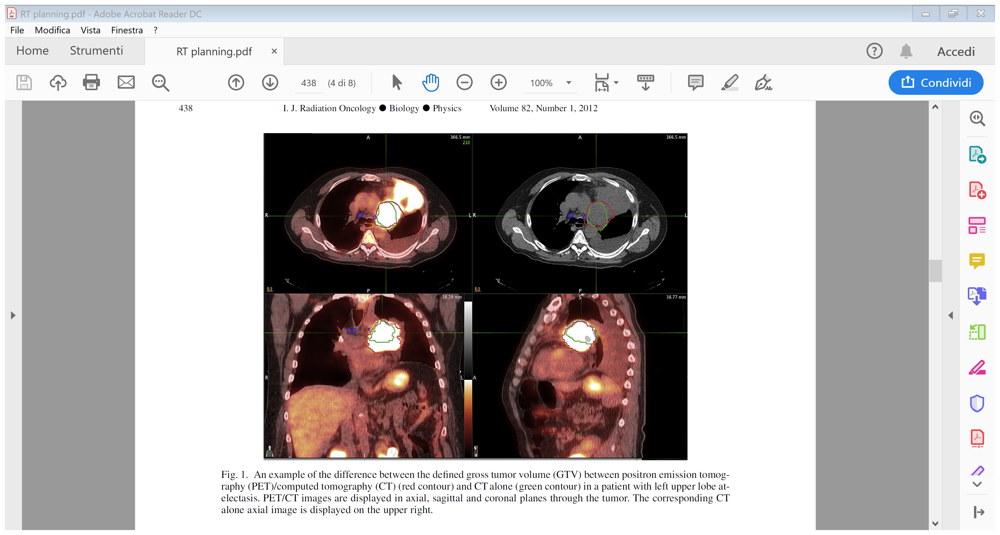 RT planning.pdf - Adobe Acrobat Reader DC
File Modifica Vista Finestra ?
Home Strumenti RT planning.pdf × Accedi
438 (4 di 8) 100% Condividi
438 I. J. Radiation Oncology ● Biology ● Physics Volume 82, Number 1, 2012
A 366.5 mm A 366.5 mm
210
R L R L
P P
38.29 mm S 38.77 mm
R L A
Fig. 1. An example of the difference between the defined gross tumor volume (GTV) between positron emission tomog-
raphy (PET)/computed tomography (CT) (red contour) and CT alone (green contour) in a patient with left upper lobe at-
electasis. PET/CT images are displayed in axial, sagittal and coronal planes through the tumor. The corresponding CT
alone axial image is displayed on the upper right.